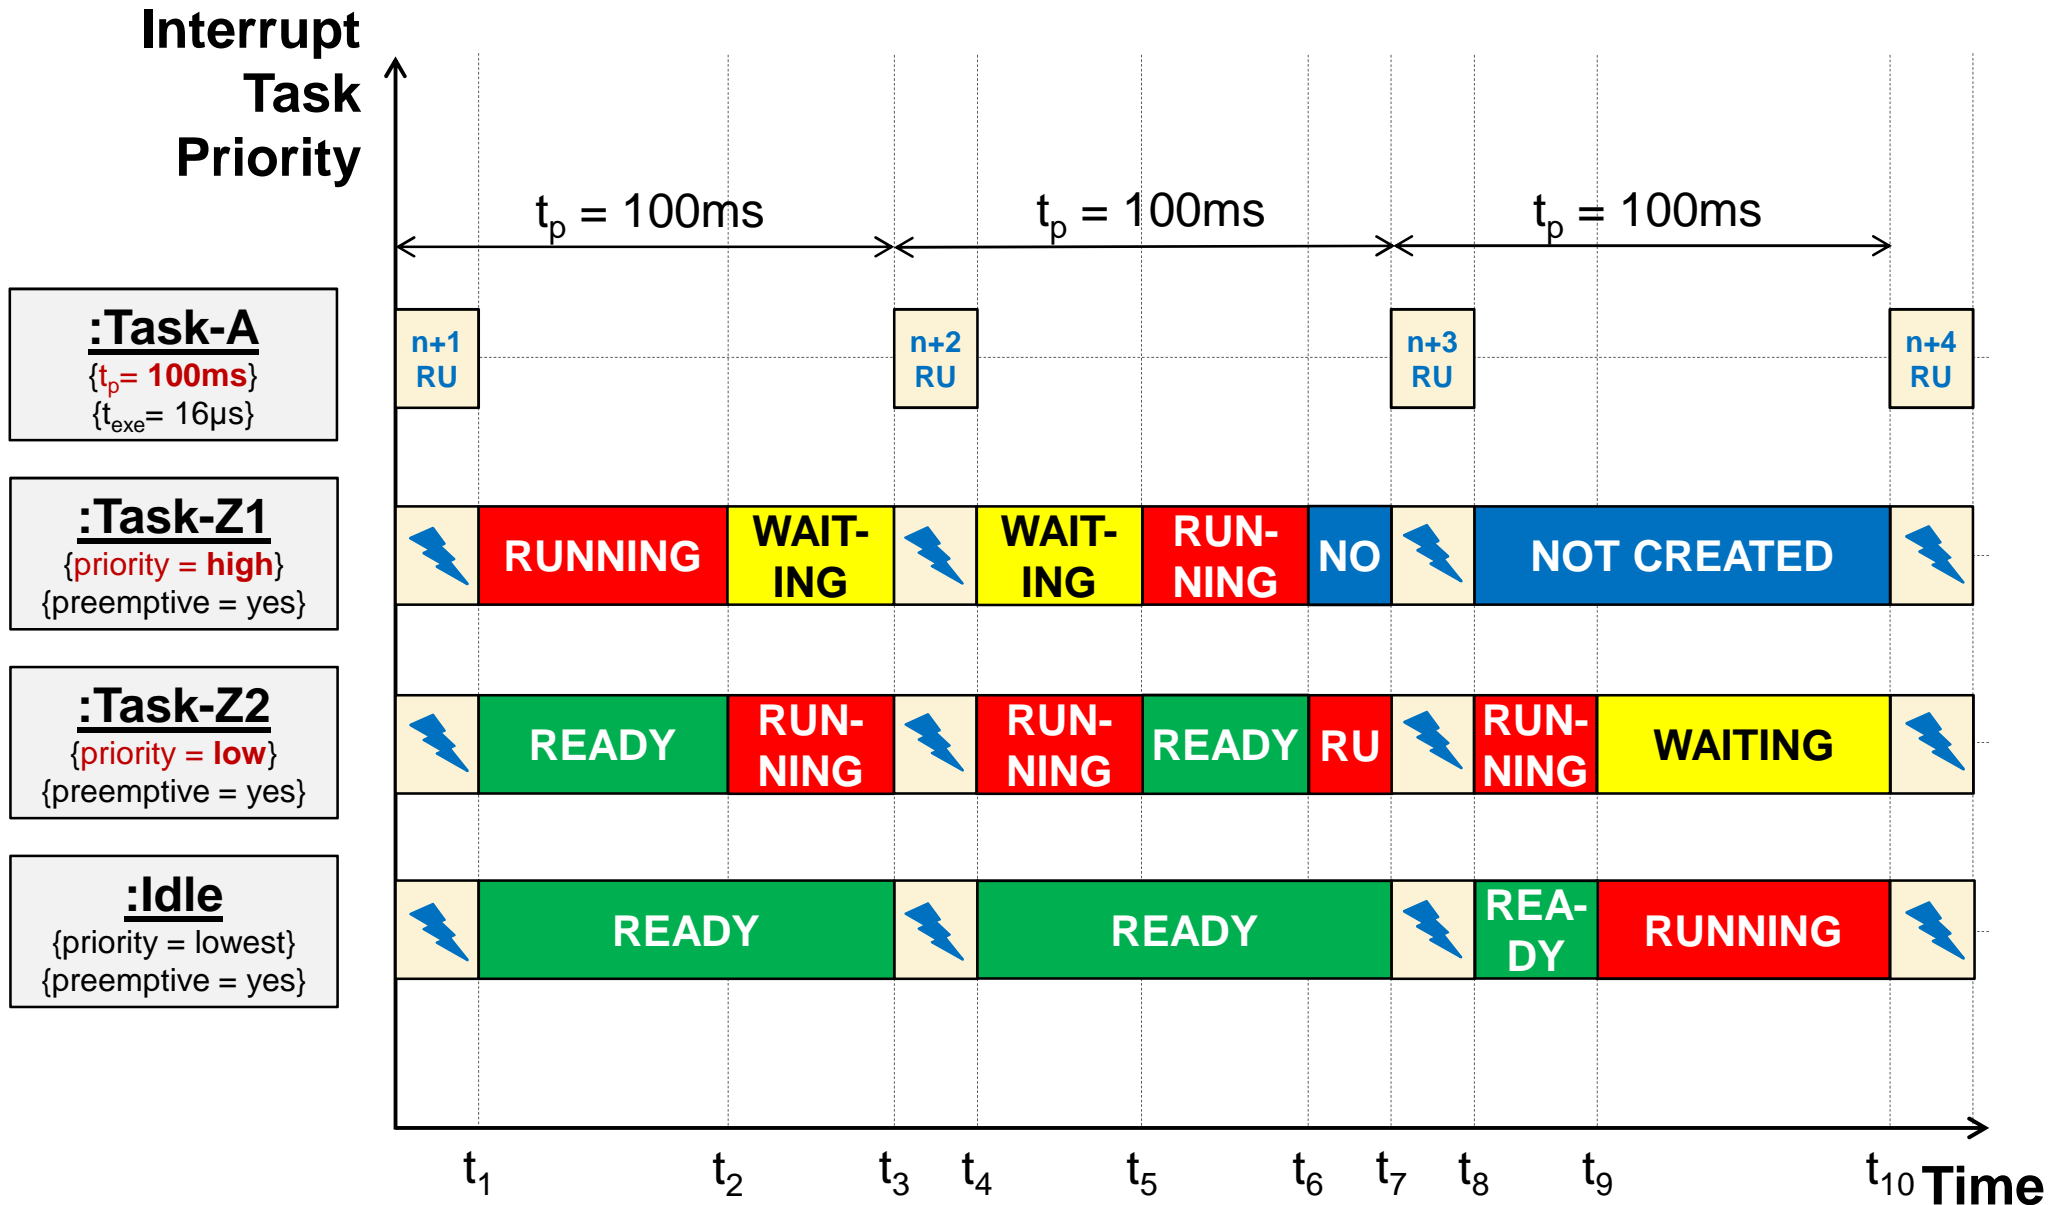 Interrupt
Task
Priority
tp = 100ms
tp = 100ms
tp = 100ms
:Task-A
{tp= 100ms}
{texe= 16µs}
n+1
RU
n+2
RU
n+3
RU
n+4
RU
:Task-Z1
{priority = high}
{preemptive = yes}
RUNNING
WAIT-
ING
WAIT-
ING
RUN-
NING
NO
NOT CREATED
:Task-Z2
{priority = low}
{preemptive = yes}
READY
RUN-
NING
RUN-
NING
READY
RU
RUN-
NING
WAITING
:Idle
{priority = lowest}
{preemptive = yes}
READY
READY
REA-
DY
RUNNING
t1
t2
t3
t4
t5
t6
t7
t8
t9
t10
Time